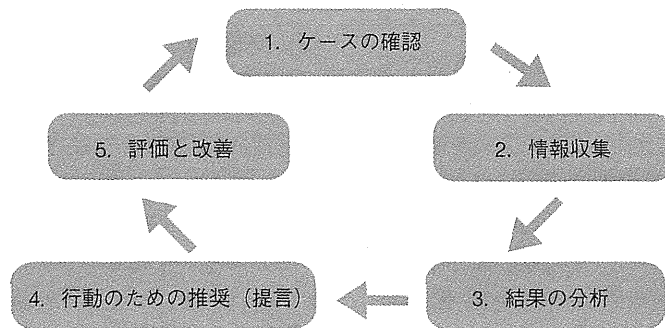 1. ケースの確認
2. 情報収集
3. 結果の分析
4. 行動のための推奨（提言）
5. 評価と改善